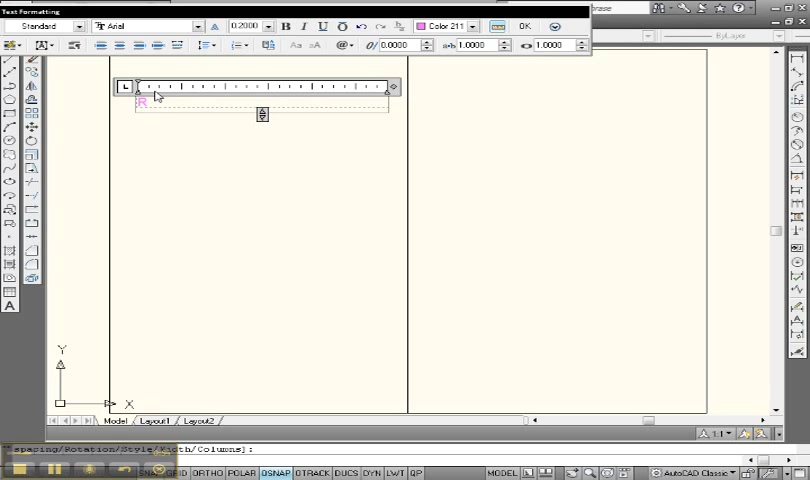 Text Formatting
Standard Arial 0.2000 B I U Color 211 OK
@ 0/ 0.0000 a•b 1.0000 1.0000
ByLayer
L
R
Y
X
A
Model Layout1 Layout2
1:1
spacing/Rotation/Style/Width/Columns]:
SNAP GRID ORTHO POLAR OSNAP OTRACK DUCS DYN LWT QP MODEL AutoCAD Classic